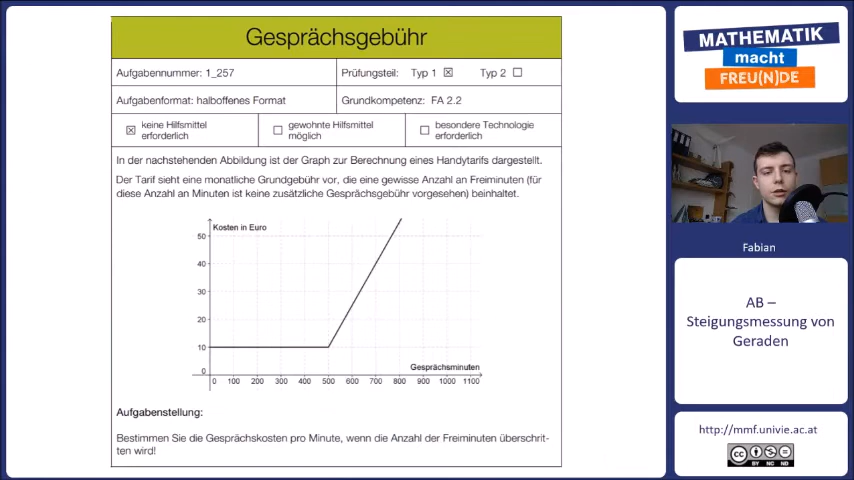 Gesprächsgebühr
Aufgabennummer: 1_257
Prüfungsteil: Typ 1 ☒ Typ 2 ☐
Aufgabenformat: halboffenes Format
Grundkompetenz: FA 2.2
☒ keine Hilfsmittel
erforderlich
☐ gewohnte Hilfsmittel
möglich
☐ besondere Technologie
erforderlich
In der nachstehenden Abbildung ist der Graph zur Berechnung eines Handytarifs dargestellt.
Der Tarif sieht eine monatliche Grundgebühr vor, die eine gewisse Anzahl an Freiminuten (für
diese Anzahl an Minuten ist keine zusätzliche Gesprächsgebühr vorgesehen) beinhaltet.
Kosten in Euro
50
40
30
20
10
0
Gesprächsminuten
0 100 200 300 400 500 600 700 800 900 1000 1100
Aufgabenstellung:
Bestimmen Sie die Gesprächskosten pro Minute, wenn die Anzahl der Freiminuten überschrit-
ten wird!
MATHEMATIK
macht
FREU(N)DE
Fabian
AB –
Steigungsmessung von
Geraden
http://mmf.univie.ac.at
CC BY NC ND